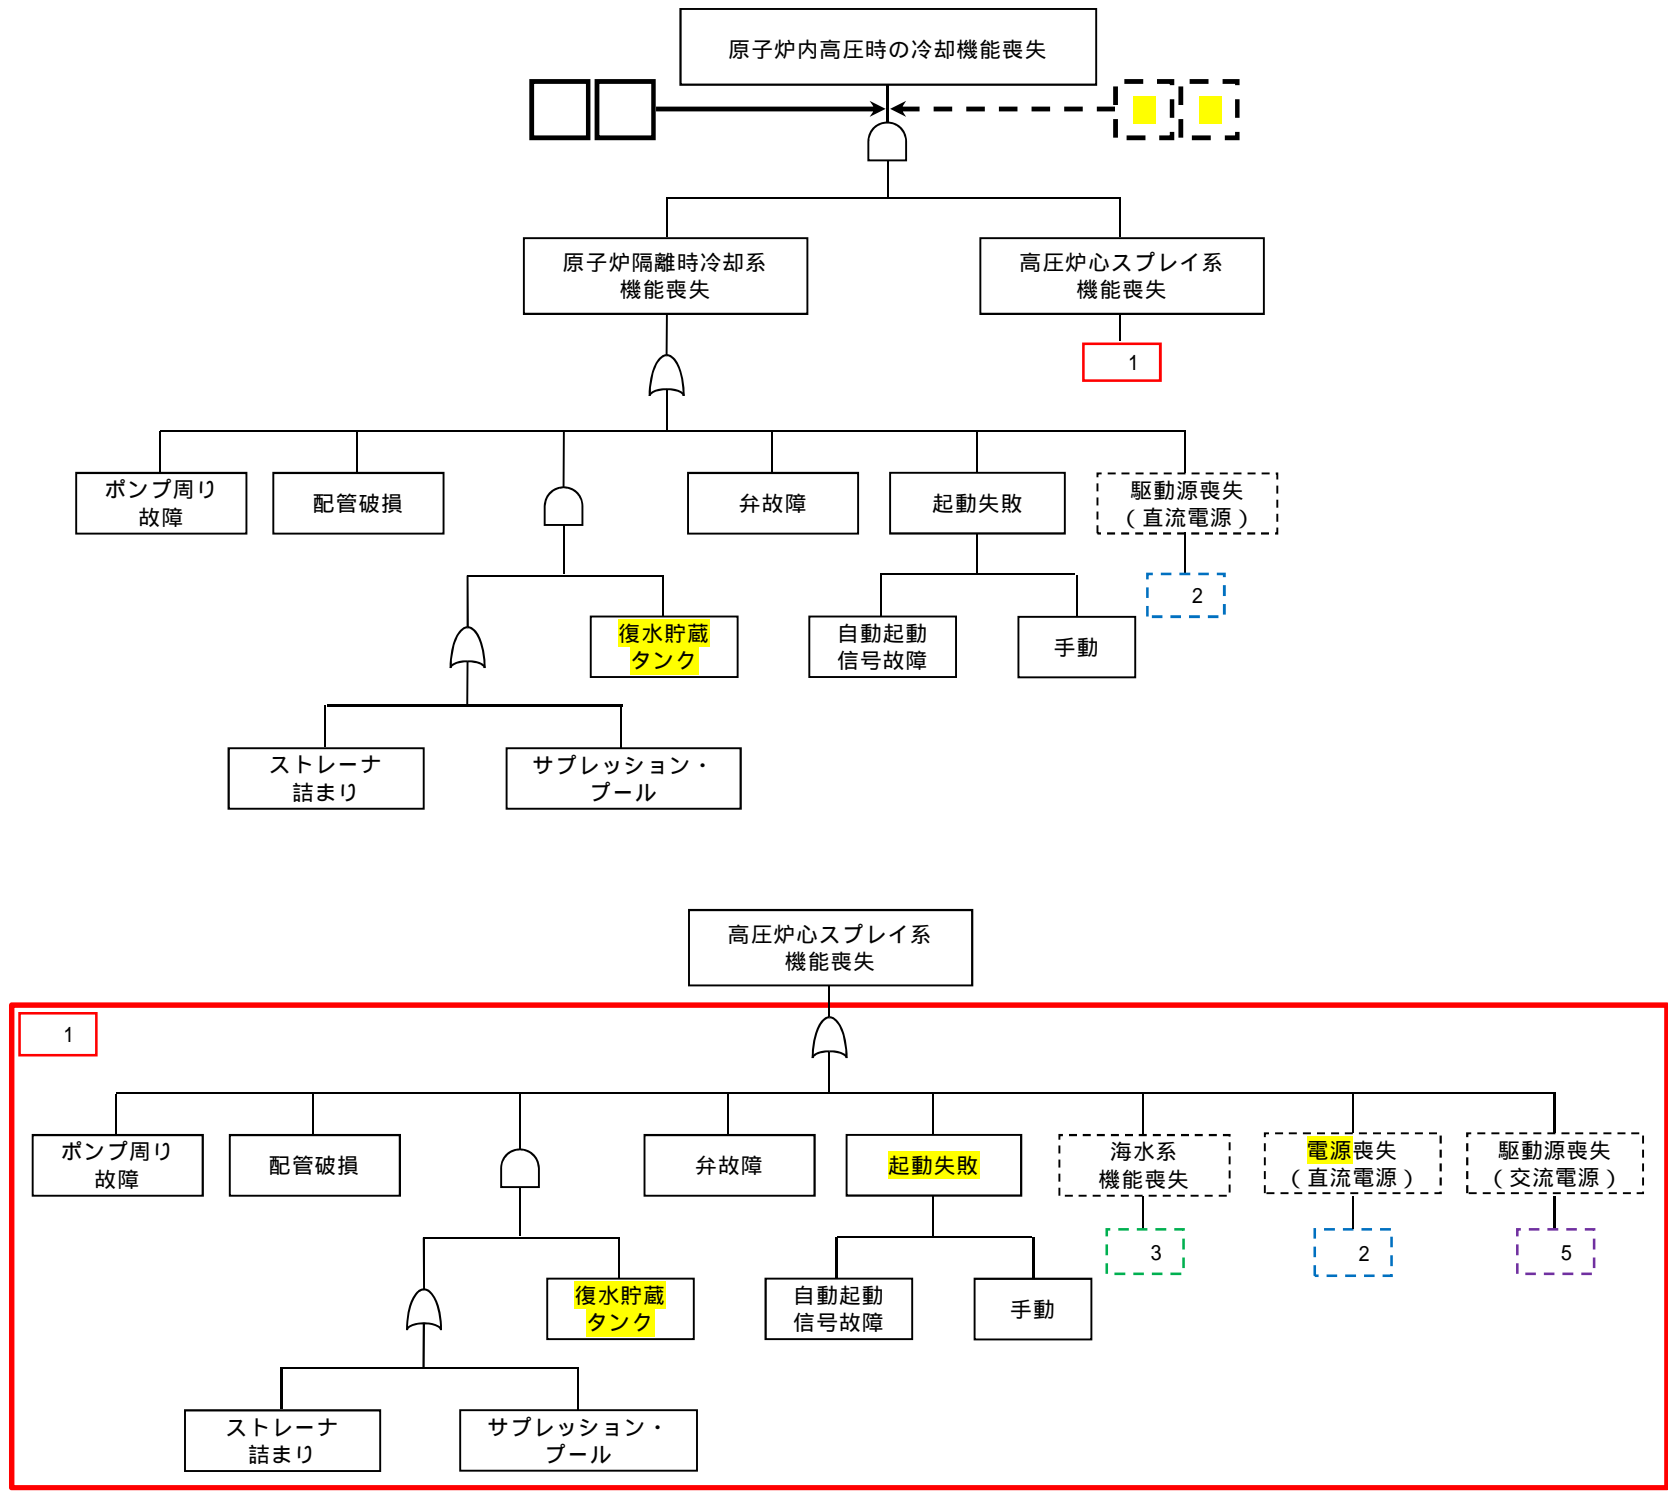 原子炉内高圧時の冷却機能喪失
原子炉隔離時冷却系
機能喪失
高圧炉心スプレイ系
機能喪失
1
ポンプ周り
故障
配管破損
弁故障
起動失敗
駆動源喪失
（直流電源）
2
復水貯蔵
タンク
自動起動
信号故障
手動
ストレーナ
詰まり
サプレッション・
プール
高圧炉心スプレイ系
機能喪失
1
ポンプ周り
故障
配管破損
弁故障
起動失敗
海水系
機能喪失
電源喪失
（直流電源）
駆動源喪失
（交流電源）
3
2
5
復水貯蔵
タンク
自動起動
信号故障
手動
ストレーナ
詰まり
サプレッション・
プール